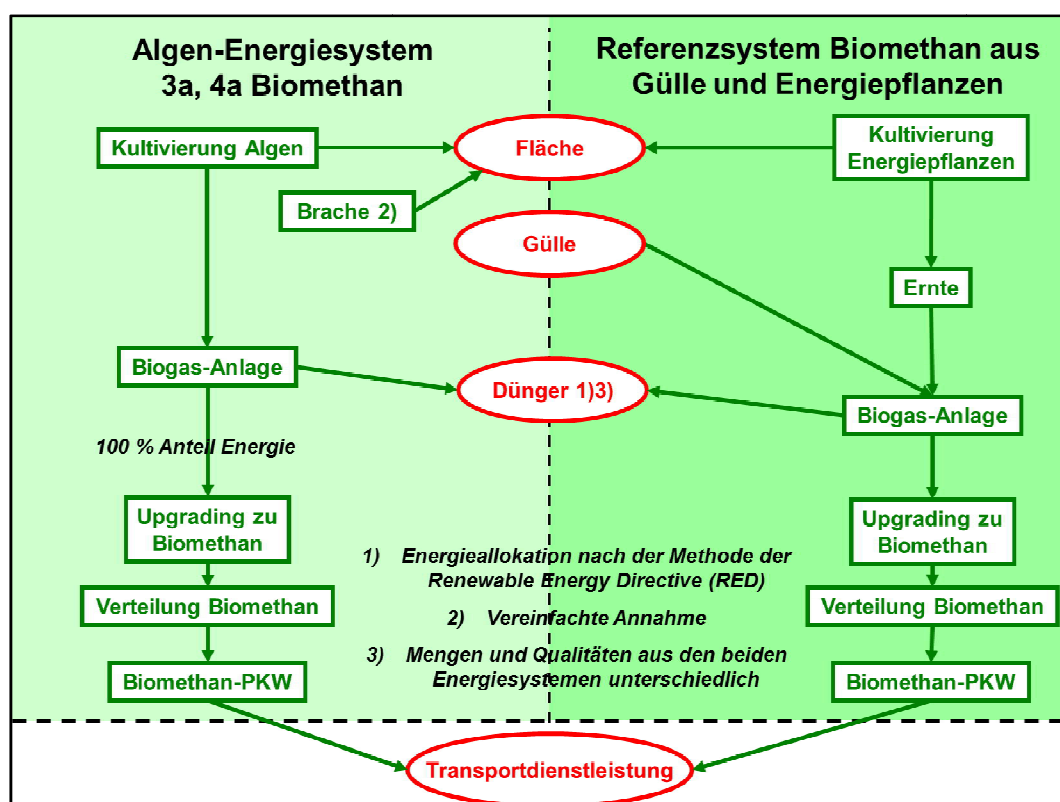 Algen-Energiesystem
3a, 4a Biomethan
Referenzsystem Biomethan aus
Gülle und Energiepflanzen
Kultivierung Algen
Fläche
Kultivierung
Energiepflanzen
Brache 2)
Gülle
Ernte
Biogas-Anlage
Dünger 1)3)
Biogas-Anlage
100 % Anteil Energie
Upgrading zu
Biomethan
Upgrading zu
Biomethan
1) Energieallokation nach der Methode der
Renewable Energy Directive (RED)
Verteilung Biomethan
2) Vereinfachte Annahme
Verteilung Biomethan
3) Mengen und Qualitäten aus den beiden
Energiesystemen unterschiedlich
Biomethan-PKW
Biomethan-PKW
Transportdienstleistung